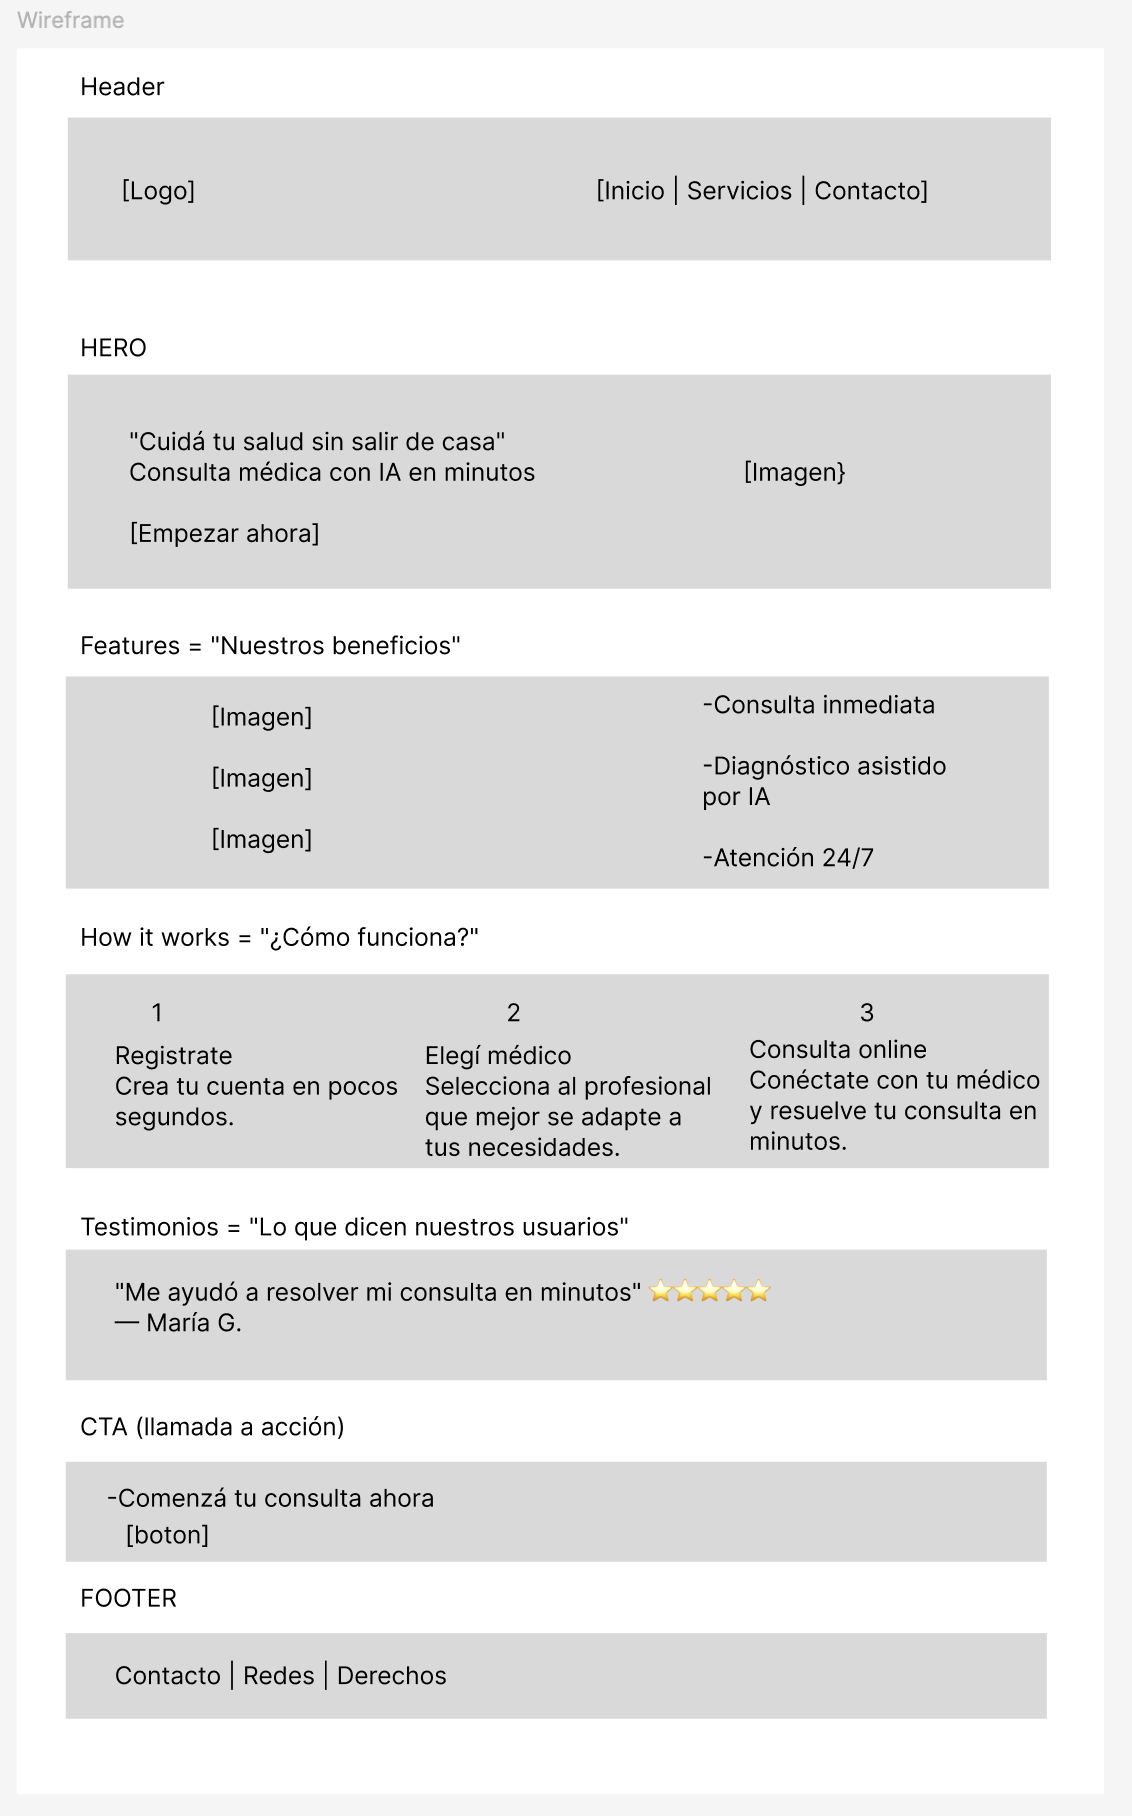 Wireframe
Header
[Logo]
[Inicio | Servicios | Contacto]
HERO
"Cuidá tu salud sin salir de casa"
Consulta médica con IA en minutos
[Imagen}
[Empezar ahora]
Features = "Nuestros beneficios"
[Imagen]
[Imagen]
[Imagen]
-Consulta inmediata
-Diagnóstico asistido
por IA
-Atención 24/7
How it works = "¿Cómo funciona?"
1
Registrate
Crea tu cuenta en pocos
segundos.
2
Elegí médico
Selecciona al profesional
que mejor se adapte a
tus necesidades.
3
Consulta online
Conéctate con tu médico
y resuelve tu consulta en
minutos.
Testimonios = "Lo que dicen nuestros usuarios"
"Me ayudó a resolver mi consulta en minutos" ⭐⭐⭐⭐⭐
— María G.
CTA (llamada a acción)
-Comenzá tu consulta ahora
[boton]
FOOTER
Contacto | Redes | Derechos